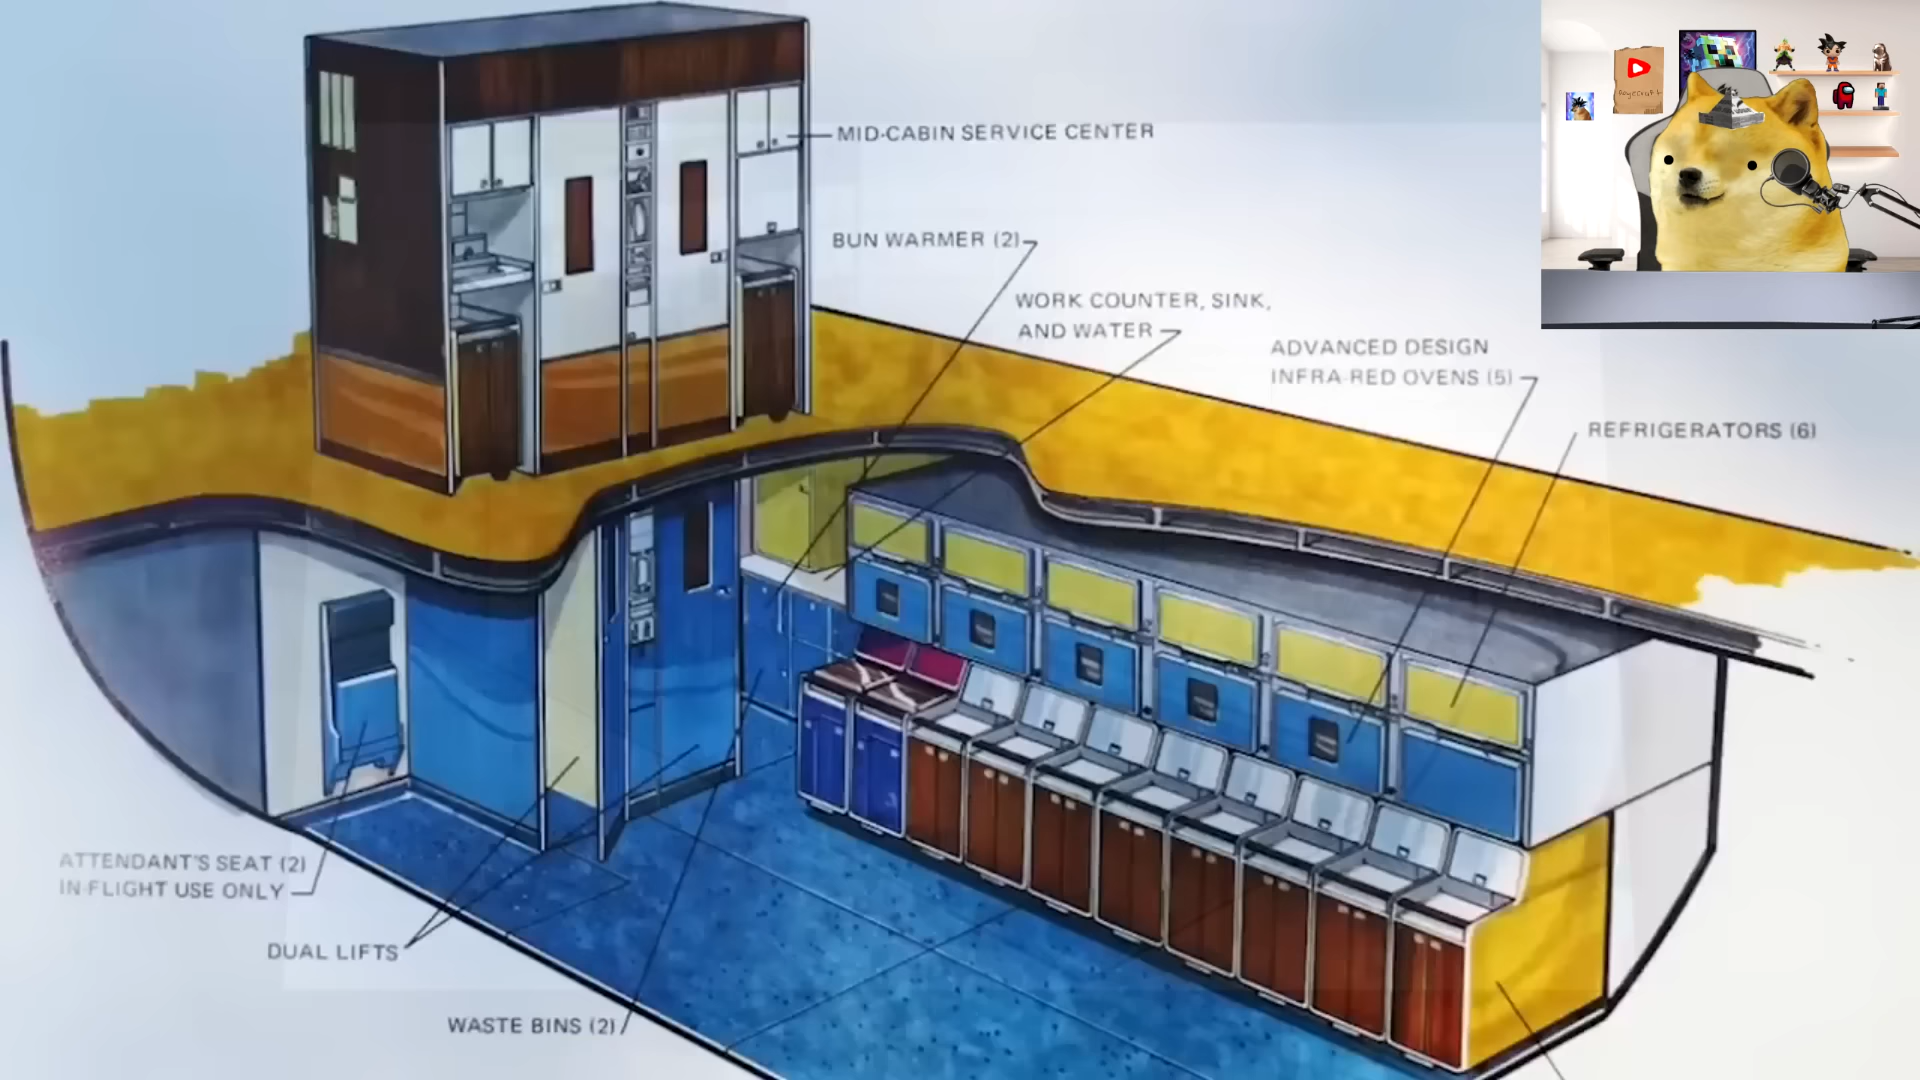 MID-CABIN SERVICE CENTER
BUN WARMER (2)
WORK COUNTER, SINK,
AND WATER
ADVANCED DESIGN
INFRA-RED OVENS (5)
REFRIGERATORS (6)
ATTENDANT'S SEAT (2)
IN-FLIGHT USE ONLY
DUAL LIFTS
WASTE BINS (2)